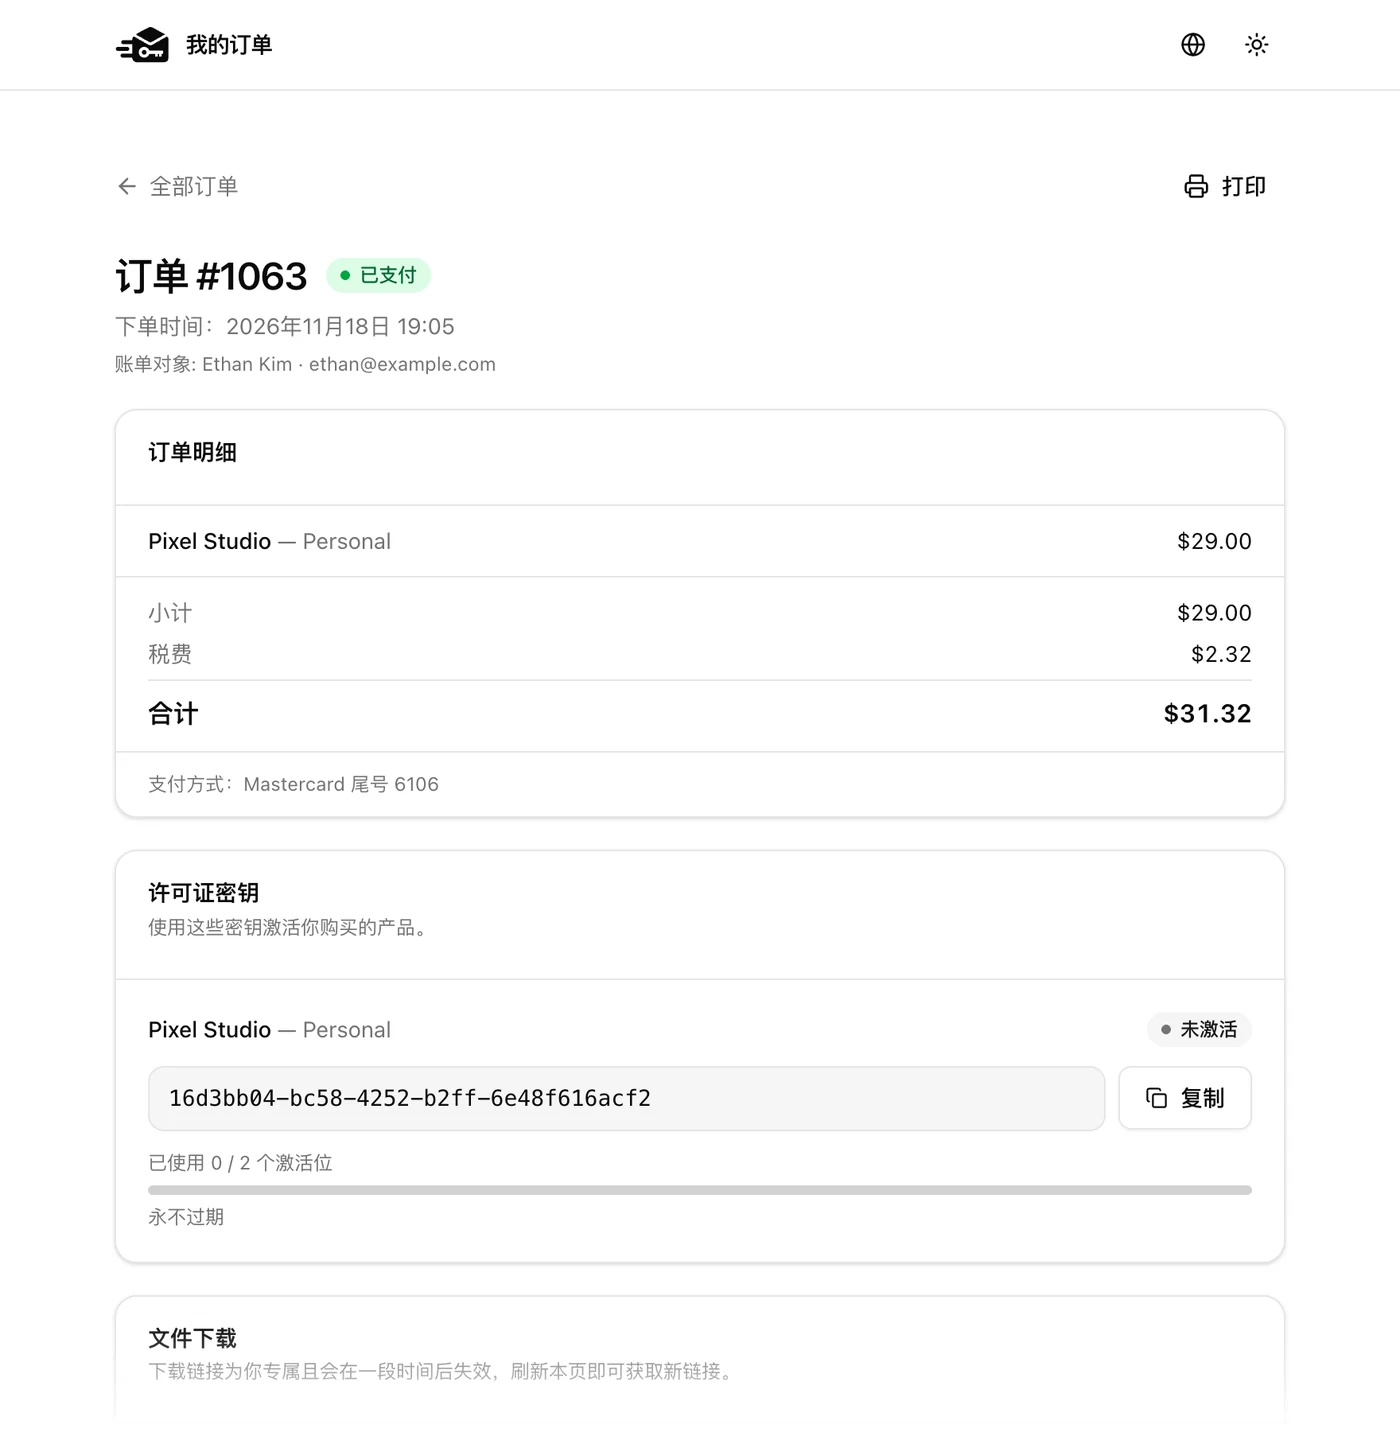 我的订单
全部订单
打印
订单 #1063
已支付
下单时间：2026年11月18日 19:05
账单对象: Ethan Kim · ethan@example.com
订单明细
Pixel Studio — Personal $29.00
小计 $29.00
税费 $2.32
合计 $31.32
支付方式：Mastercard 尾号 6106
许可证密钥
使用这些密钥激活你购买的产品。
Pixel Studio — Personal
未激活
16d3bb04-bc58-4252-b2ff-6e48f616acf2
复制
已使用 0 / 2 个激活位
永不过期
文件下载
下载链接为你专属且会在一段时间后失效，刷新本页即可获取新链接。